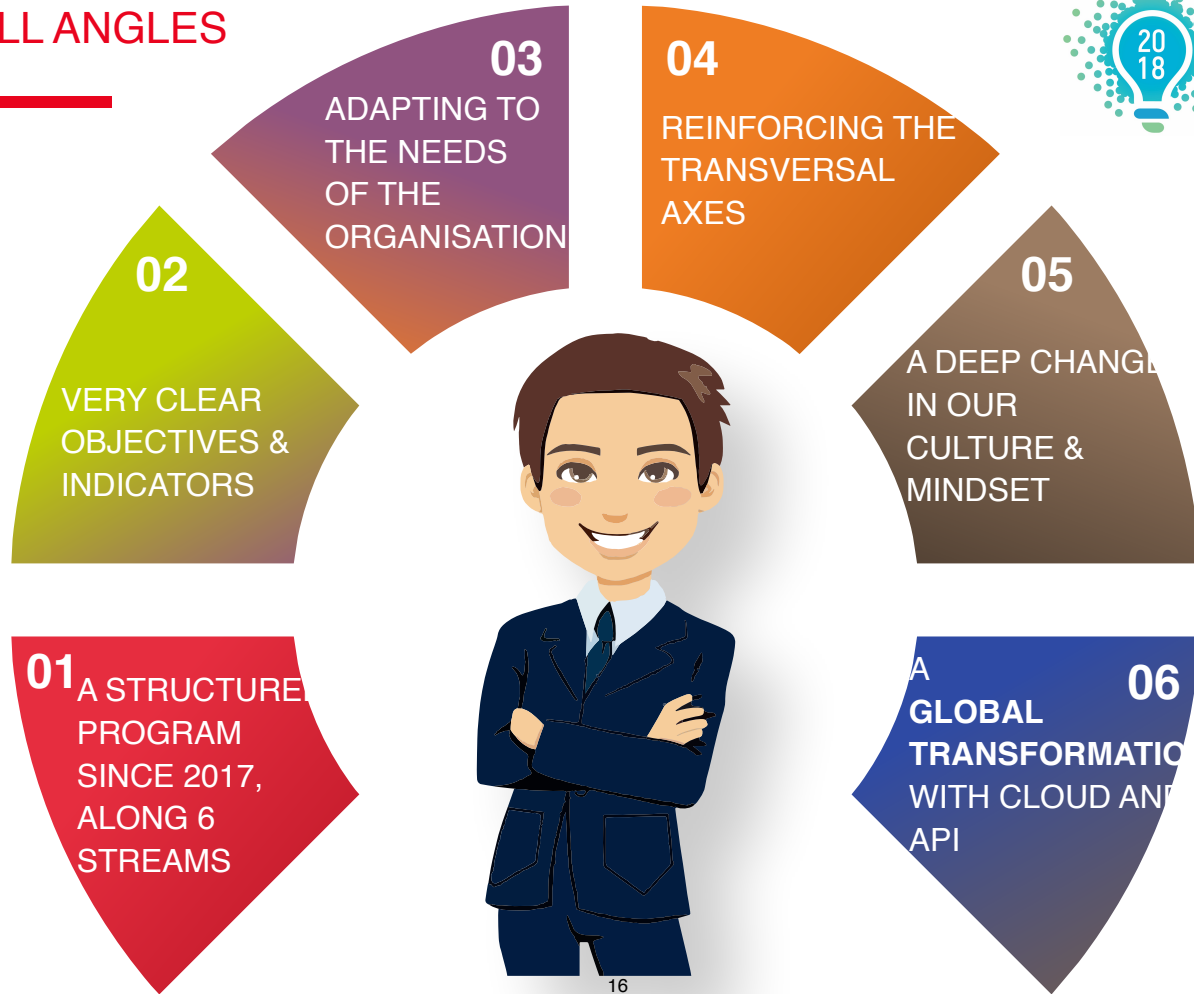 LL ANGLES
20
18
01
A STRUCTURE
PROGRAM
SINCE 2017,
ALONG 6
STREAMS
02
VERY CLEAR
OBJECTIVES &
INDICATORS
03
ADAPTING TO
THE NEEDS
OF THE
ORGANISATION
04
REINFORCING THE
TRANSVERSAL
AXES
05
A DEEP CHANGE
IN OUR
CULTURE &
MINDSET
06
A
GLOBAL
TRANSFORMATIO
WITH CLOUD AND
API
16